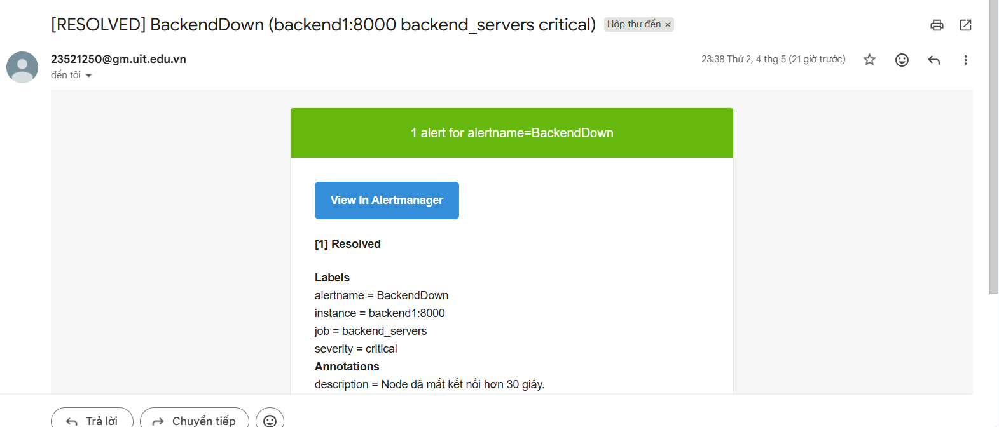 [RESOLVED] BackendDown (backend1:8000 backend_servers critical) Hộp thư đến ×
23521250@gm.uit.edu.vn 23:38 Thứ 2, 4 thg 5 (21 giờ trước)
đến tôi
1 alert for alertname=BackendDown
View In Alertmanager
[1] Resolved
Labels
alertname = BackendDown
instance = backend1:8000
job = backend_servers
severity = critical
Annotations
description = Node đã mất kết nối hơn 30 giây.
Trả lời Chuyển tiếp